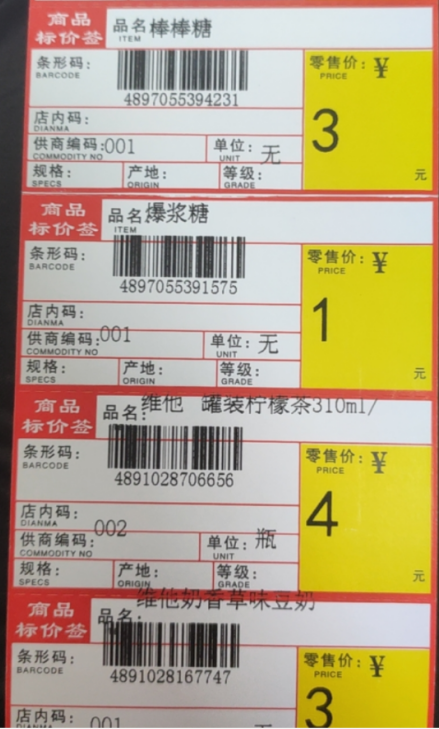 商品 品名:棒棒糖
标价签 ITEM
条形码: 零售价: ¥
BARCODE PRICE
4897055394231
3
店内码:
DIANMA
供商编码:001 单位: 无
COMMODITY NO UNIT
规格: 产地: 等级: 元
SPECS ORIGIN GRADE
商品 品名:爆浆糖
标价签 ITEM
条形码: 零售价: ¥
BARCODE PRICE
4897055391575
1
店内码:
DIANMA
供商编码:001 单位: 无
COMMODITY NO UNIT
规格: 产地: 等级: 元
SPECS ORIGIN GRADE
商品 品名:维他 罐装柠檬茶310ml/
标价签
条形码: 零售价: ¥
BARCODE PRICE
4891028706656
4
店内码:
DIANMA
供商编码:002 单位: 瓶
COMMODITY NO UNIT
规格: 产地: 等级: 元
SPECS ORIGIN GRADE
维他奶香草味豆奶
商品 品名:
标价签
条形码: 零售价: ¥
BARCODE PRICE
4891028167747
3
店内码: 001